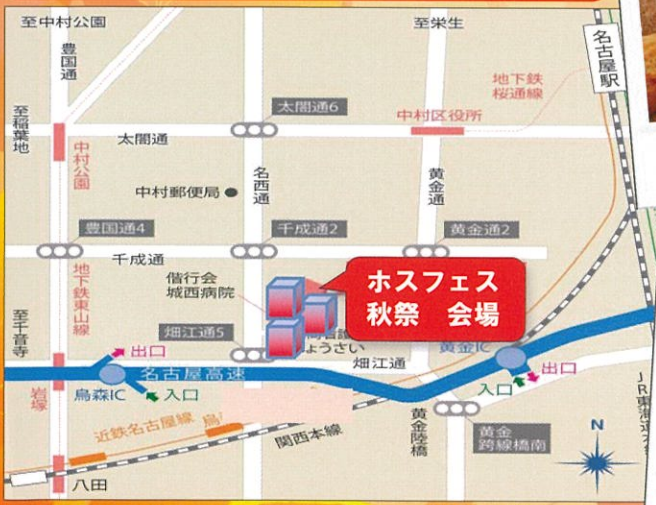 至中村公園
至栄生
豊国通
名古屋駅
地下鉄
桜通線
太閤通6
中村区役所
至稲葉地
太閤通
中村公園
名西通
黄金通
中村郵便局
豊国通4
千成通2
黄金通2
千成通
偕行会
城西病院
ホスフェス
秋祭 会場
地下鉄東山線
至千音寺
畑江通5
ょうさい
畑江通
黄金IC
出口
出口
名古屋高速
烏森IC
入口
入口
岩塚
近鉄名古屋線
烏
関西本線
黄金陸橋
黄金
跨線橋南
JR東海道
八田
N